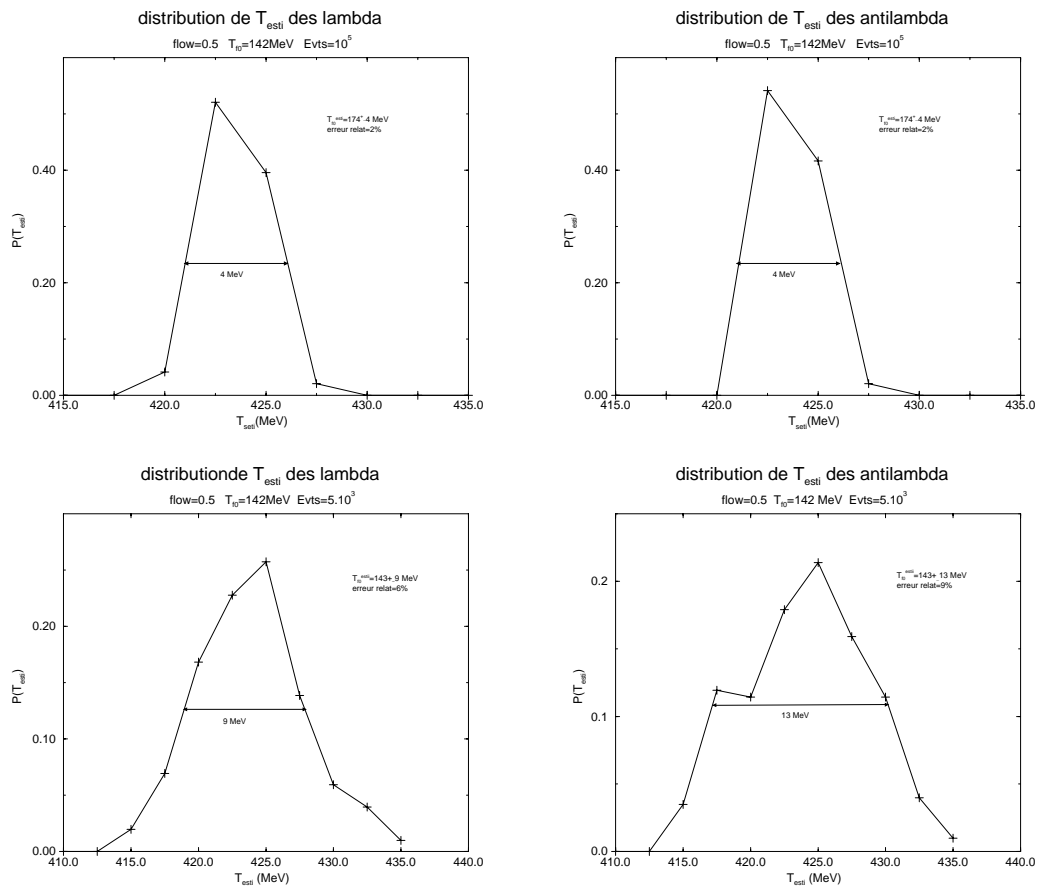 distribution de T_esti des lambda
flow=0.5 T_f0=142MeV Evts=10^5
T_f0^esti=174^+-4 MeV
erreur relat=2%
P(T_esti)
0.40
0.20
0.00
4 MeV
415.0 420.0 425.0 430.0 435.0
T_seti(MeV)
distribution de T_esti des antilambda
flow=0.5 T_f0=142MeV Evts=10^5
T_f0^esti=174^+-4 MeV
erreur relat=2%
P(T_esti)
0.40
0.20
0.00
4 MeV
415.0 420.0 425.0 430.0 435.0
T_seti(MeV)
distributionde T_esti des lambda
flow=0.5 T_f0=142MeV Evts=5.10^3
T_f0^esti=143+_9 MeV
erreur relat=6%
P(T_esti)
0.20
0.10
0.00
9 MeV
410.0 415.0 420.0 425.0 430.0 435.0 440.0
T_esti (MeV)
distribution de T_esti des antilambda
flow=0.5 T_f0=142 MeV Evts=5.10^3
T_f0^esti=143+_13 MeV
erreur relat=9%
P(T_esti)
0.2
0.1
0.0
13 MeV
410.0 415.0 420.0 425.0 430.0 435.0 440.0
T_esti (MeV)